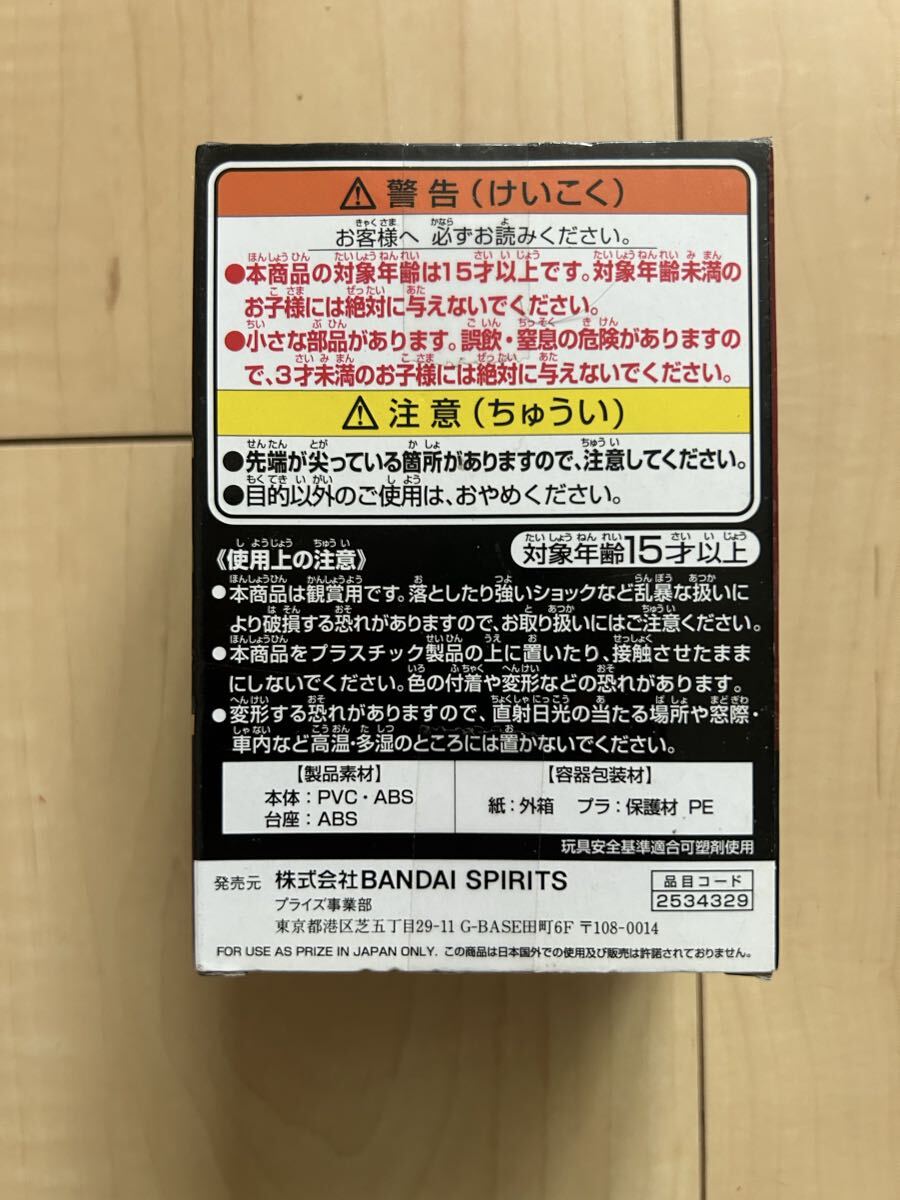 ⚠ 警告(けいこく)
お客様へ 必ずお読みください。
●本商品の対象年齢は15才以上です。対象年齢未満の
お子様には絶対に与えないでください。
●小さな部品があります。誤飲・窒息の危険がありますの
で、3才未満のお子様には絶対に与えないでください。
⚠ 注意(ちゅうい)
●先端が尖っている箇所がありますので、注意してください。
●目的以外のご使用は、おやめください。
《使用上の注意》
対象年齢15才以上
●本商品は観賞用です。落としたり強いショックなど乱暴な扱いに
より破損する恐れがありますので、お取り扱いにはご注意ください。
●本商品をプラスチック製品の上に置いたり、接触させたまま
にしないでください。色の付着や変形などの恐れがあります。
●変形する恐れがありますので、直射日光の当たる場所や窓際・
車内など高温・多湿のところには置かないでください。
【製品素材】
本体:PVC・ABS
台座:ABS
【容器包装材】
紙:外箱 プラ:保護材 PE
玩具安全基準適合可塑剤使用
発売元 株式会社BANDAI SPIRITS
プライズ事業部
東京都港区芝五丁目29-11 G-BASE田町6F 〒108-0014
品目コード
2534329
FOR USE AS PRIZE IN JAPAN ONLY. この商品は日本国外での使用及び販売は許諾されておりません。